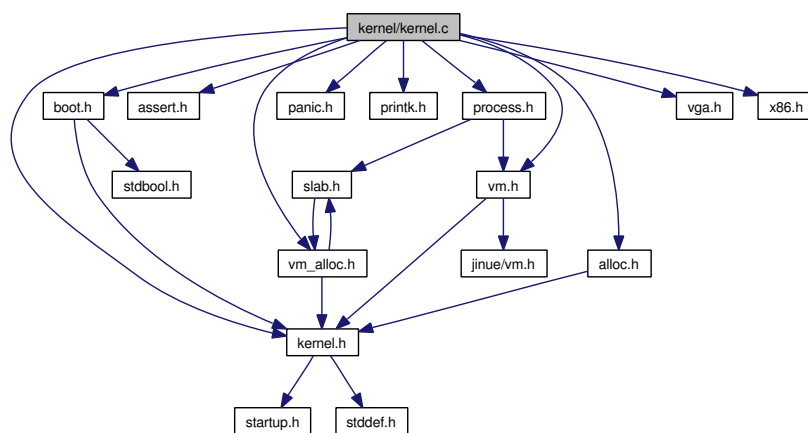 kernel/kernel.c
boot.h
assert.h
panic.h
printk.h
process.h
vga.h
x86.h
stdbool.h
slab.h
vm.h
vm_alloc.h
jinue/vm.h
alloc.h
kernel.h
startup.h
stddef.h